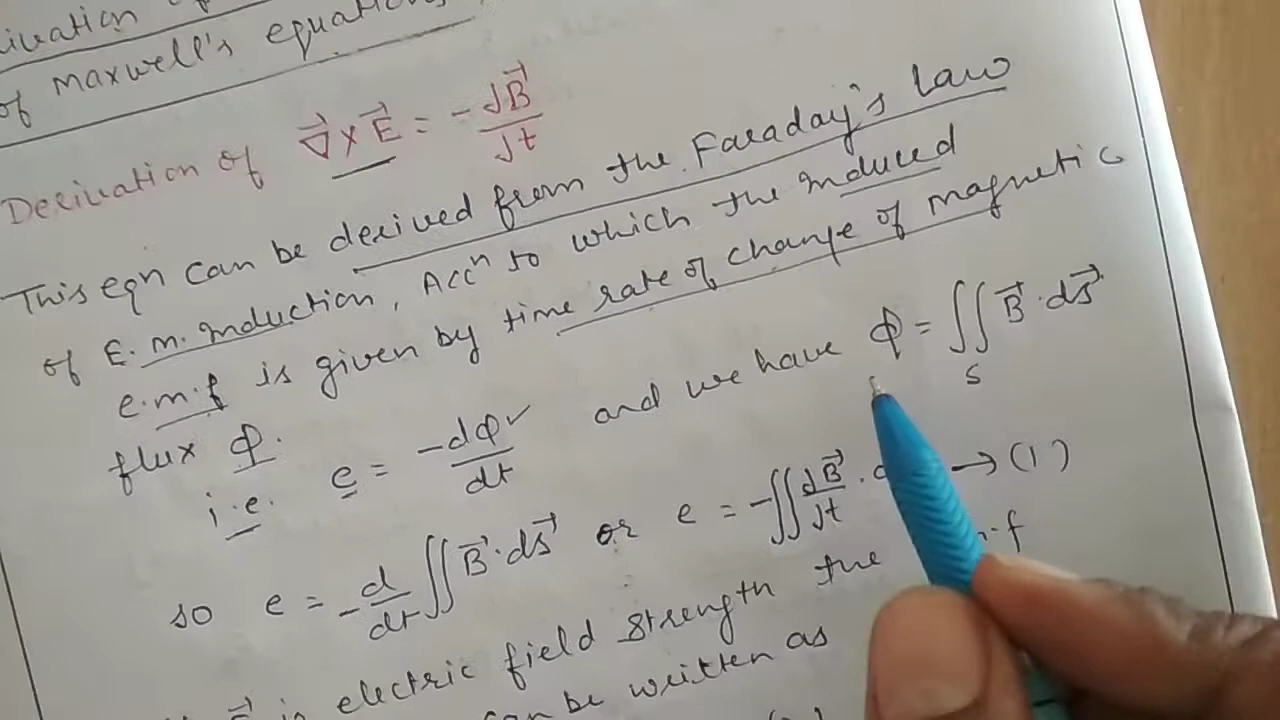 of maxwell's equations
Derivation of ∇⃗ × E⃗ = -∂B⃗/∂t
This eqn can be derived from the Faraday's Law
of E.m. Induction, Accⁿ to which the Induced
e.m.f is given by time rate of change of magnetic
flux Φ.
i.e. e = -dΦ/dt and we have Φ = ∬ₛ B⃗·ds⃗
so e = -d/dt ∬ B⃗·ds⃗ or e = -∬ ∂B⃗/∂t · → (1)
is electric field strength the
be written as